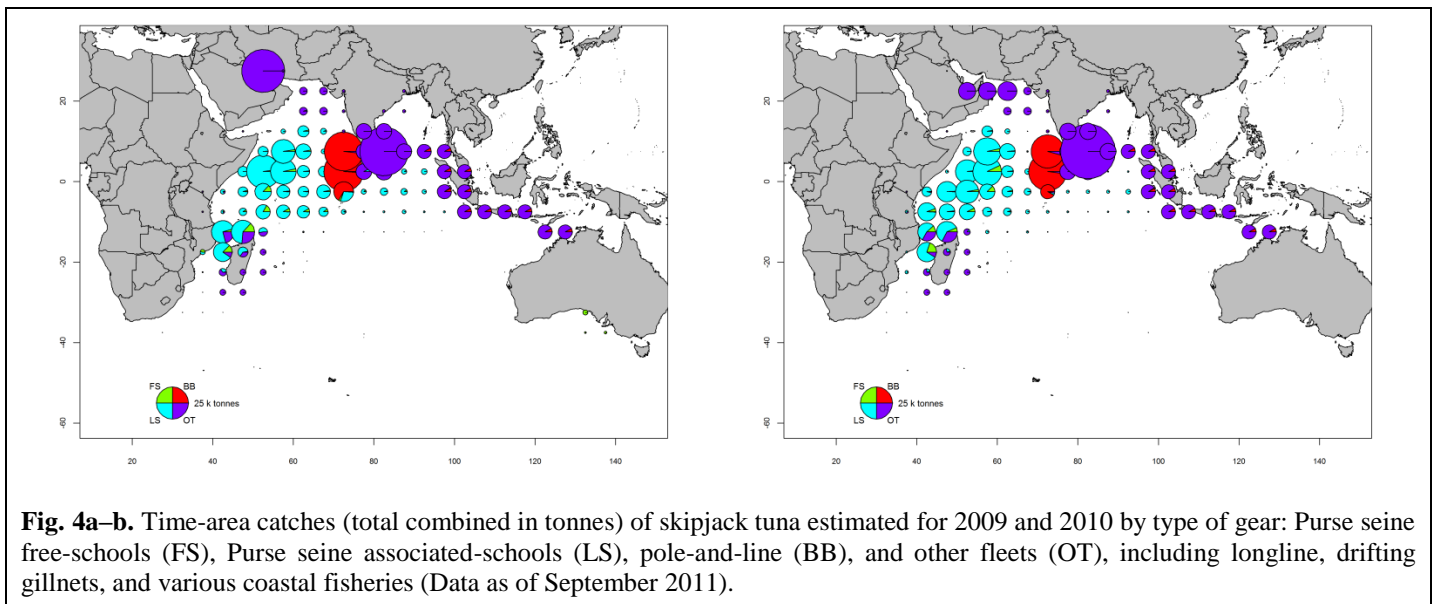 20
0
-20
-40
-60
20 40 60 80 100 120 140
FS BB
25 k tonnes
LS OT
20
0
-20
-40
-60
20 40 60 80 100 120 140
FS BB
25 k tonnes
LS OT
Fig. 4a–b. Time-area catches (total combined in tonnes) of skipjack tuna estimated for 2009 and 2010 by type of gear: Purse seine
free-schools (FS), Purse seine associated-schools (LS), pole-and-line (BB), and other fleets (OT), including longline, drifting
gillnets, and various coastal fisheries (Data as of September 2011).